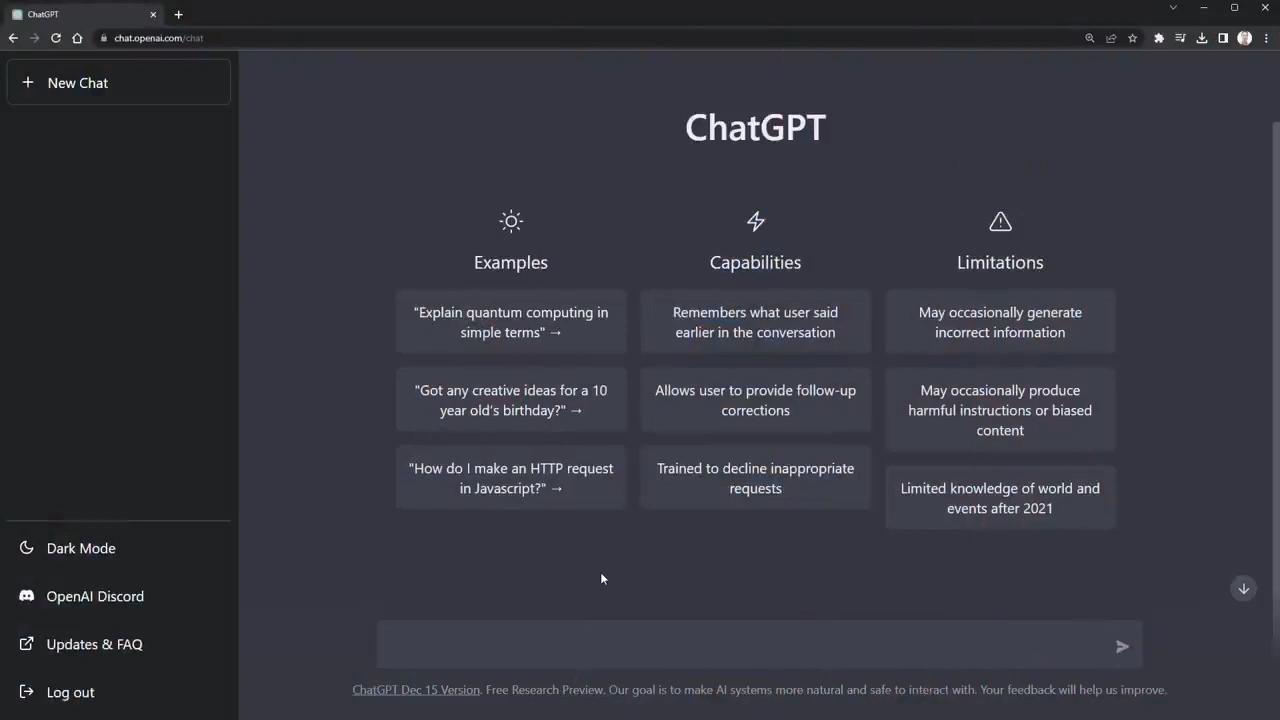 ChatGPT
chat.openai.com/chat
New Chat
ChatGPT
Examples
Capabilities
Limitations
"Explain quantum computing in
simple terms" →
"Got any creative ideas for a 10
year old's birthday?" →
"How do I make an HTTP request
in Javascript?" →
Remembers what user said
earlier in the conversation
Allows user to provide follow-up
corrections
Trained to decline inappropriate
requests
May occasionally generate
incorrect information
May occasionally produce
harmful instructions or biased
content
Limited knowledge of world and
events after 2021
Dark Mode
OpenAI Discord
Updates & FAQ
Log out
ChatGPT Dec 15 Version. Free Research Preview. Our goal is to make AI systems more natural and safe to interact with. Your feedback will help us improve.